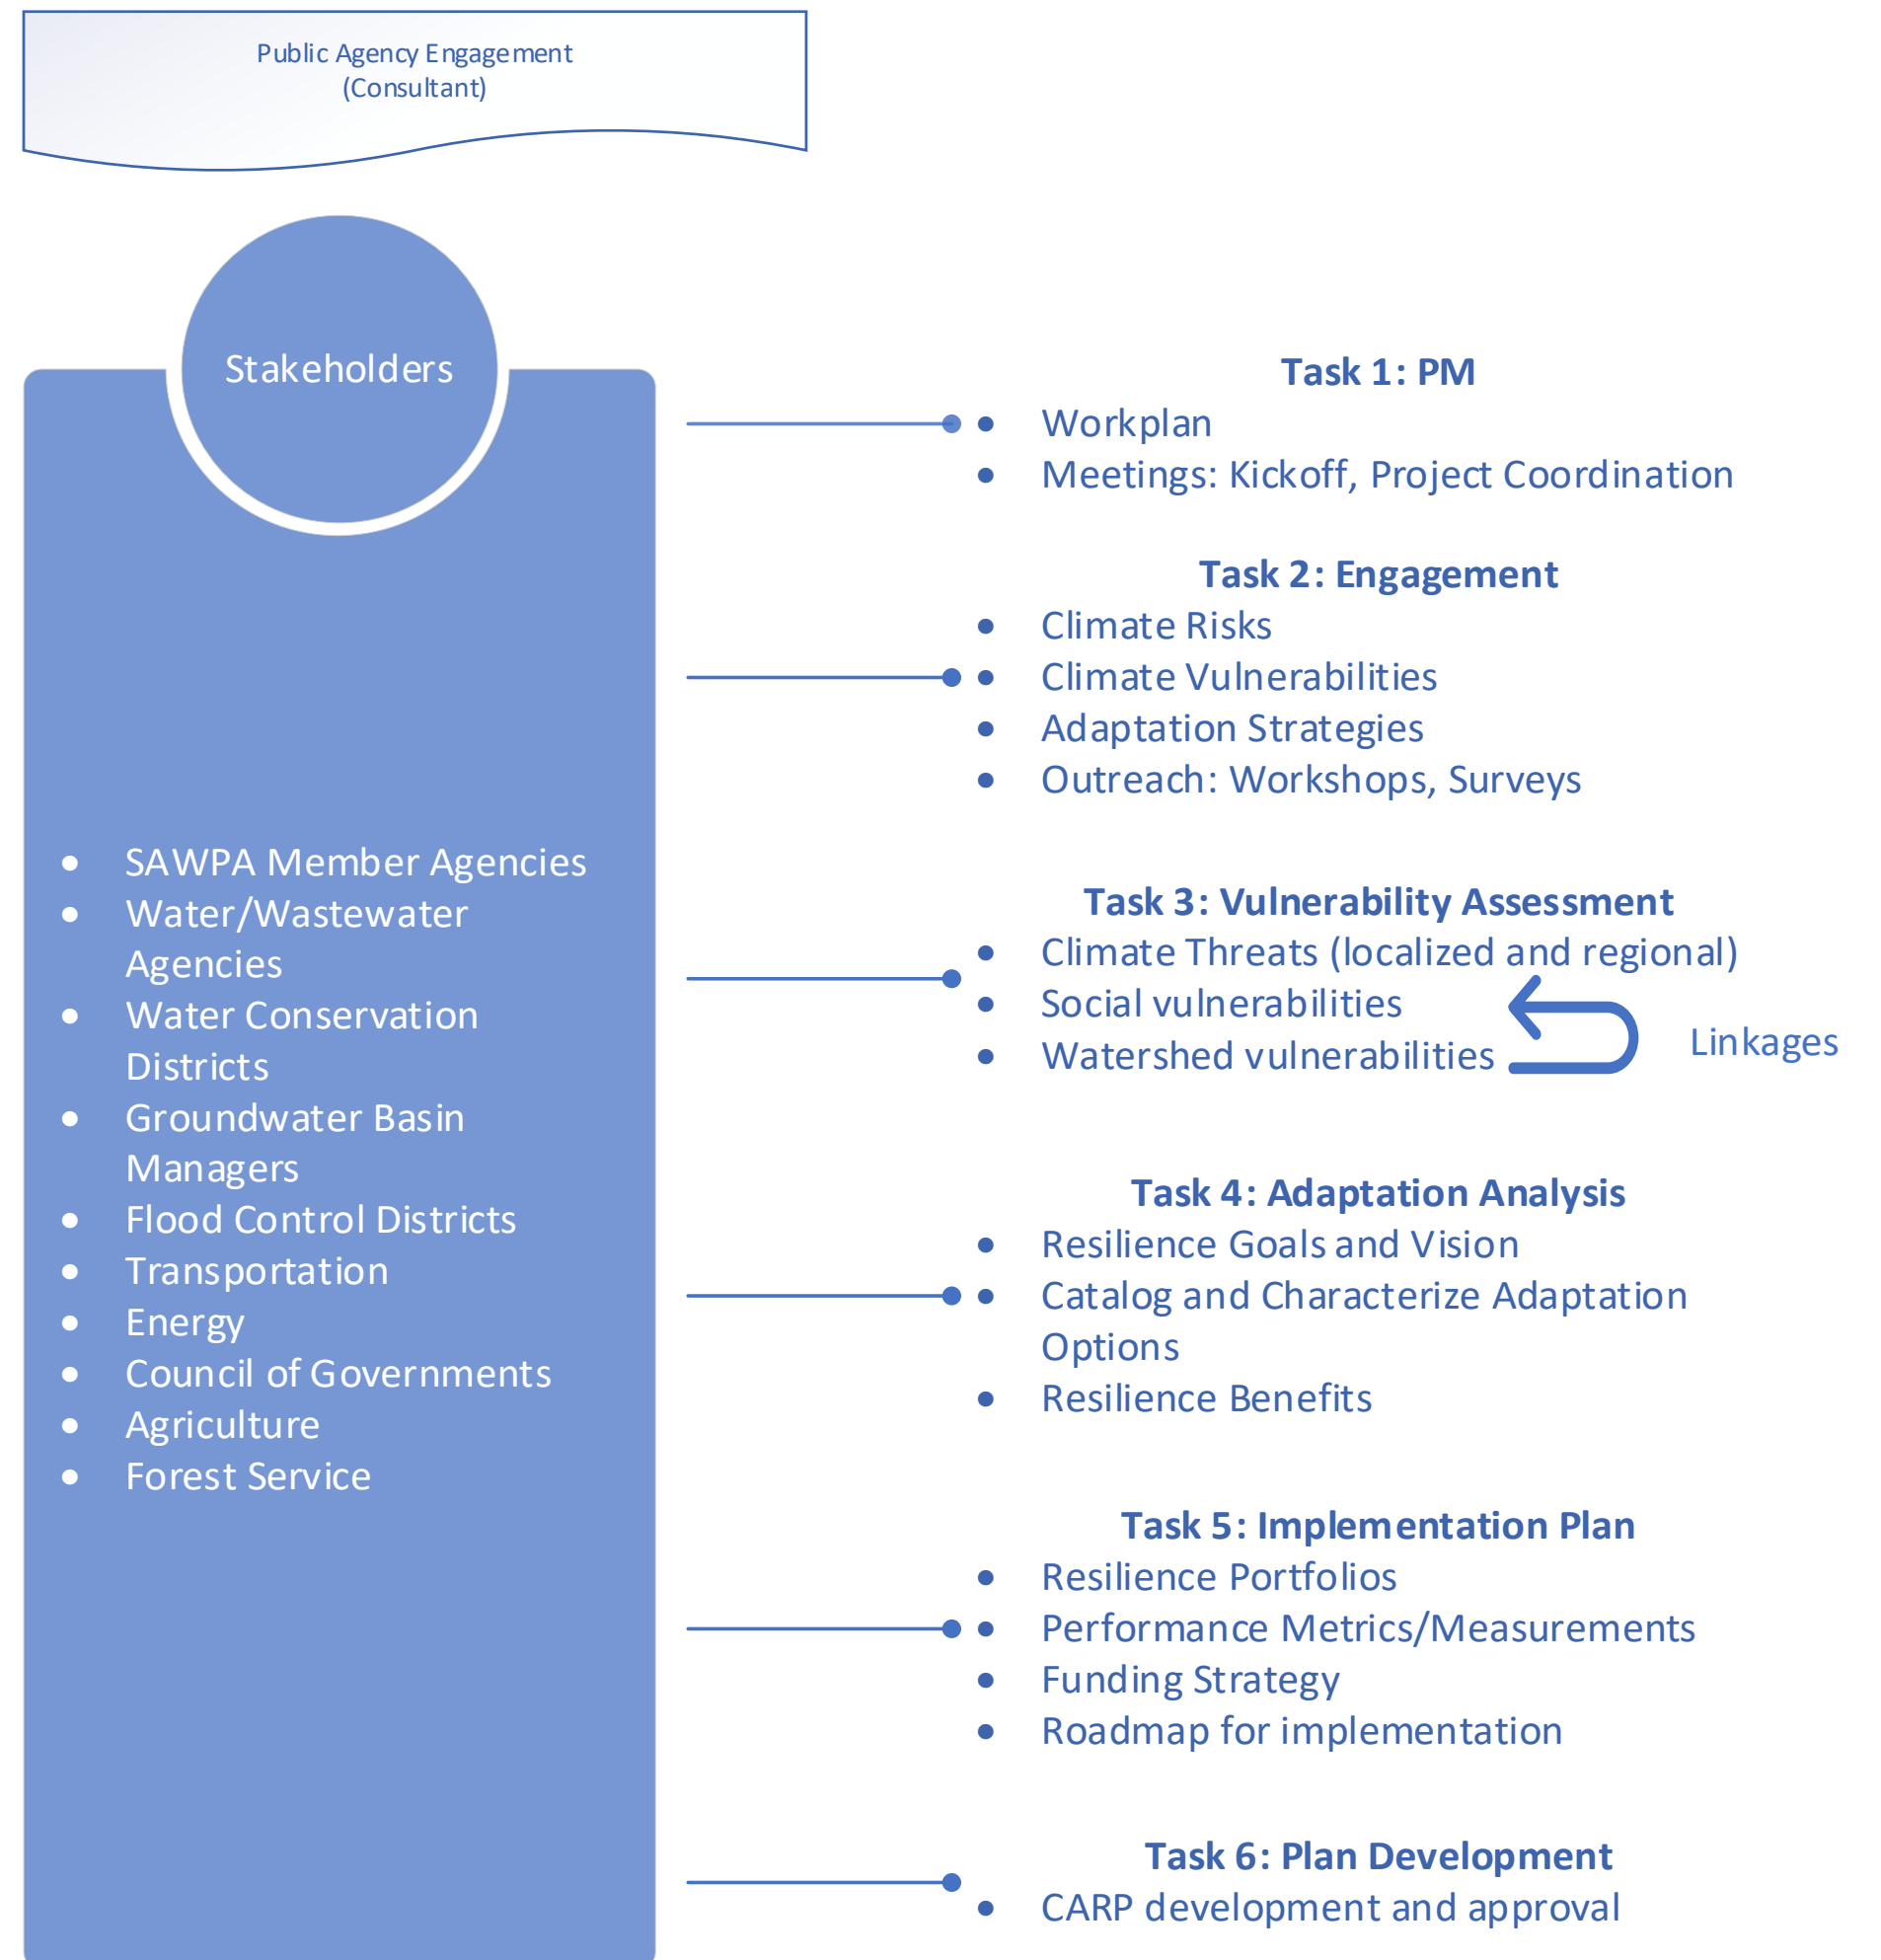 Public Agency Engagement
(Consultant)
Stakeholders
• SAWPA Member Agencies
• Water/Wastewater
Agencies
• Water Conservation
Districts
• Groundwater Basin
Managers
• Flood Control Districts
• Transportation
• Energy
• Council of Governments
• Agriculture
• Forest Service
Task 1: PM
• Workplan
• Meetings: Kickoff, Project Coordination
Task 2: Engagement
• Climate Risks
• Climate Vulnerabilities
• Adaptation Strategies
• Outreach: Workshops, Surveys
Task 3: Vulnerability Assessment
• Climate Threats (localized and regional)
• Social vulnerabilities
• Watershed vulnerabilities
Linkages
Task 4: Adaptation Analysis
• Resilience Goals and Vision
• Catalog and Characterize Adaptation
Options
• Resilience Benefits
Task 5: Implementation Plan
• Resilience Portfolios
• Performance Metrics/Measurements
• Funding Strategy
• Roadmap for implementation
Task 6: Plan Development
• CARP development and approval